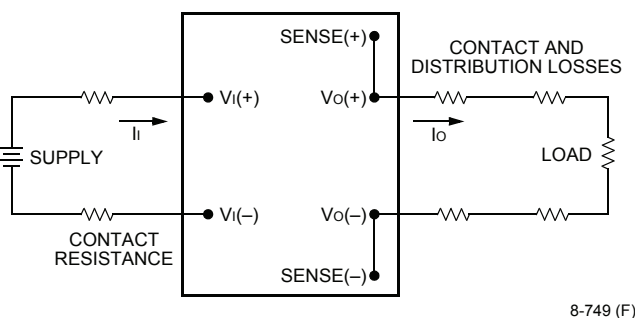 SENSE(+)
CONTACT AND
DISTRIBUTION LOSSES
VI(+)
VO(+)
II
IO
SUPPLY
LOAD
VI(–)
VO(–)
CONTACT
RESISTANCE
SENSE(–)
8-749 (F)